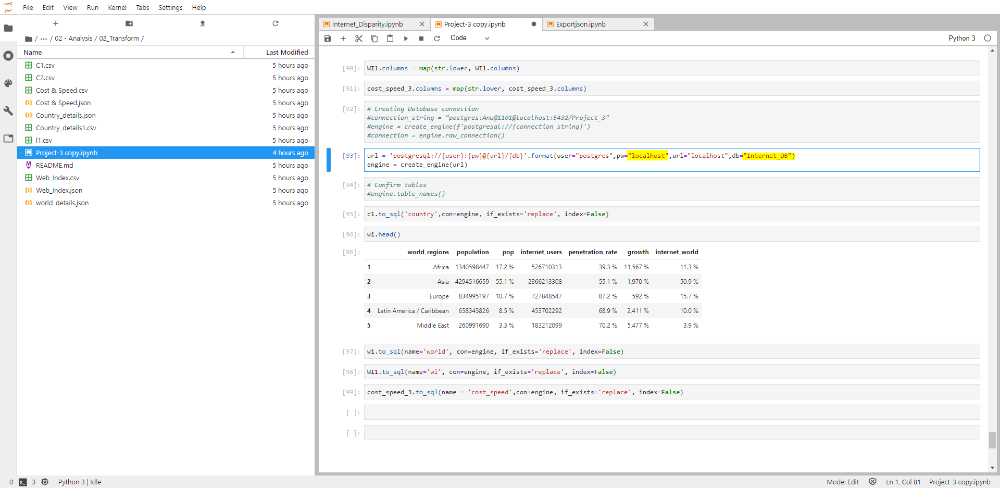 File Edit View Run Kernel Tabs Settings Help
/ ··· / 02 - Analysis / 02_Transform /
Name Last Modified
C1.csv 5 hours ago
C2.csv 5 hours ago
Cost & Speed.csv 5 hours ago
Cost & Speed.json 5 hours ago
Country_details.json 5 hours ago
Country_details1.csv 5 hours ago
I1.csv 5 hours ago
Project-3 copy.ipynb 4 hours ago
README.md 5 hours ago
Web_Index.csv 5 hours ago
Web_Index.json 5 hours ago
world_details.json 5 hours ago
Internet_Disparity.ipynb Project-3 copy.ipynb Exportjson.ipynb
Code Python 3
[90]: WI1.columns = map(str.lower, WI1.columns)
[91]: cost_speed_3.columns = map(str.lower, cost_speed_3.columns)
[92]: # Creating Database connection
#connection_string = "postgres:Anu@1101@localhost:5432/Project_3"
#engine = create_engine(f'postgresql://{connection_string}')
#connection = engine.raw_connection()
[93]: url = 'postgresql://{user}:{pw}@{url}/{db}'.format(user="postgres",pw="localhost",url="localhost",db="Internet_DB")
engine = create_engine(url)
[94]: # Confirm tables
#engine.table_names()
[95]: c1.to_sql('country',con=engine, if_exists='replace', index=False)
[96]: w1.head()
[96]: world_regions population pop internet_users penetration_rate growth internet_world
1 Africa 1340598447 17.2 % 526710313 39.3 % 11,567 % 11.3 %
2 Asia 4294516659 55.1 % 2366213308 55.1 % 1,970 % 50.9 %
3 Europe 834995197 10.7 % 727848547 87.2 % 592 % 15.7 %
4 Latin America / Caribbean 658345826 8.5 % 453702292 68.9 % 2,411 % 10.0 %
5 Middle East 260991690 3.3 % 183212099 70.2 % 5,477 % 3.9 %
[97]: w1.to_sql(name='world', con=engine, if_exists='replace', index=False)
[98]: WI1.to_sql(name='wi', con=engine, if_exists='replace', index=False)
[99]: cost_speed_3.to_sql(name = 'cost_speed',con=engine, if_exists='replace', index=False)
[ ]:
[ ]:
0 $_ 3 Python 3 | Idle Mode: Edit Ln 1, Col 81 Project-3 copy.ipynb